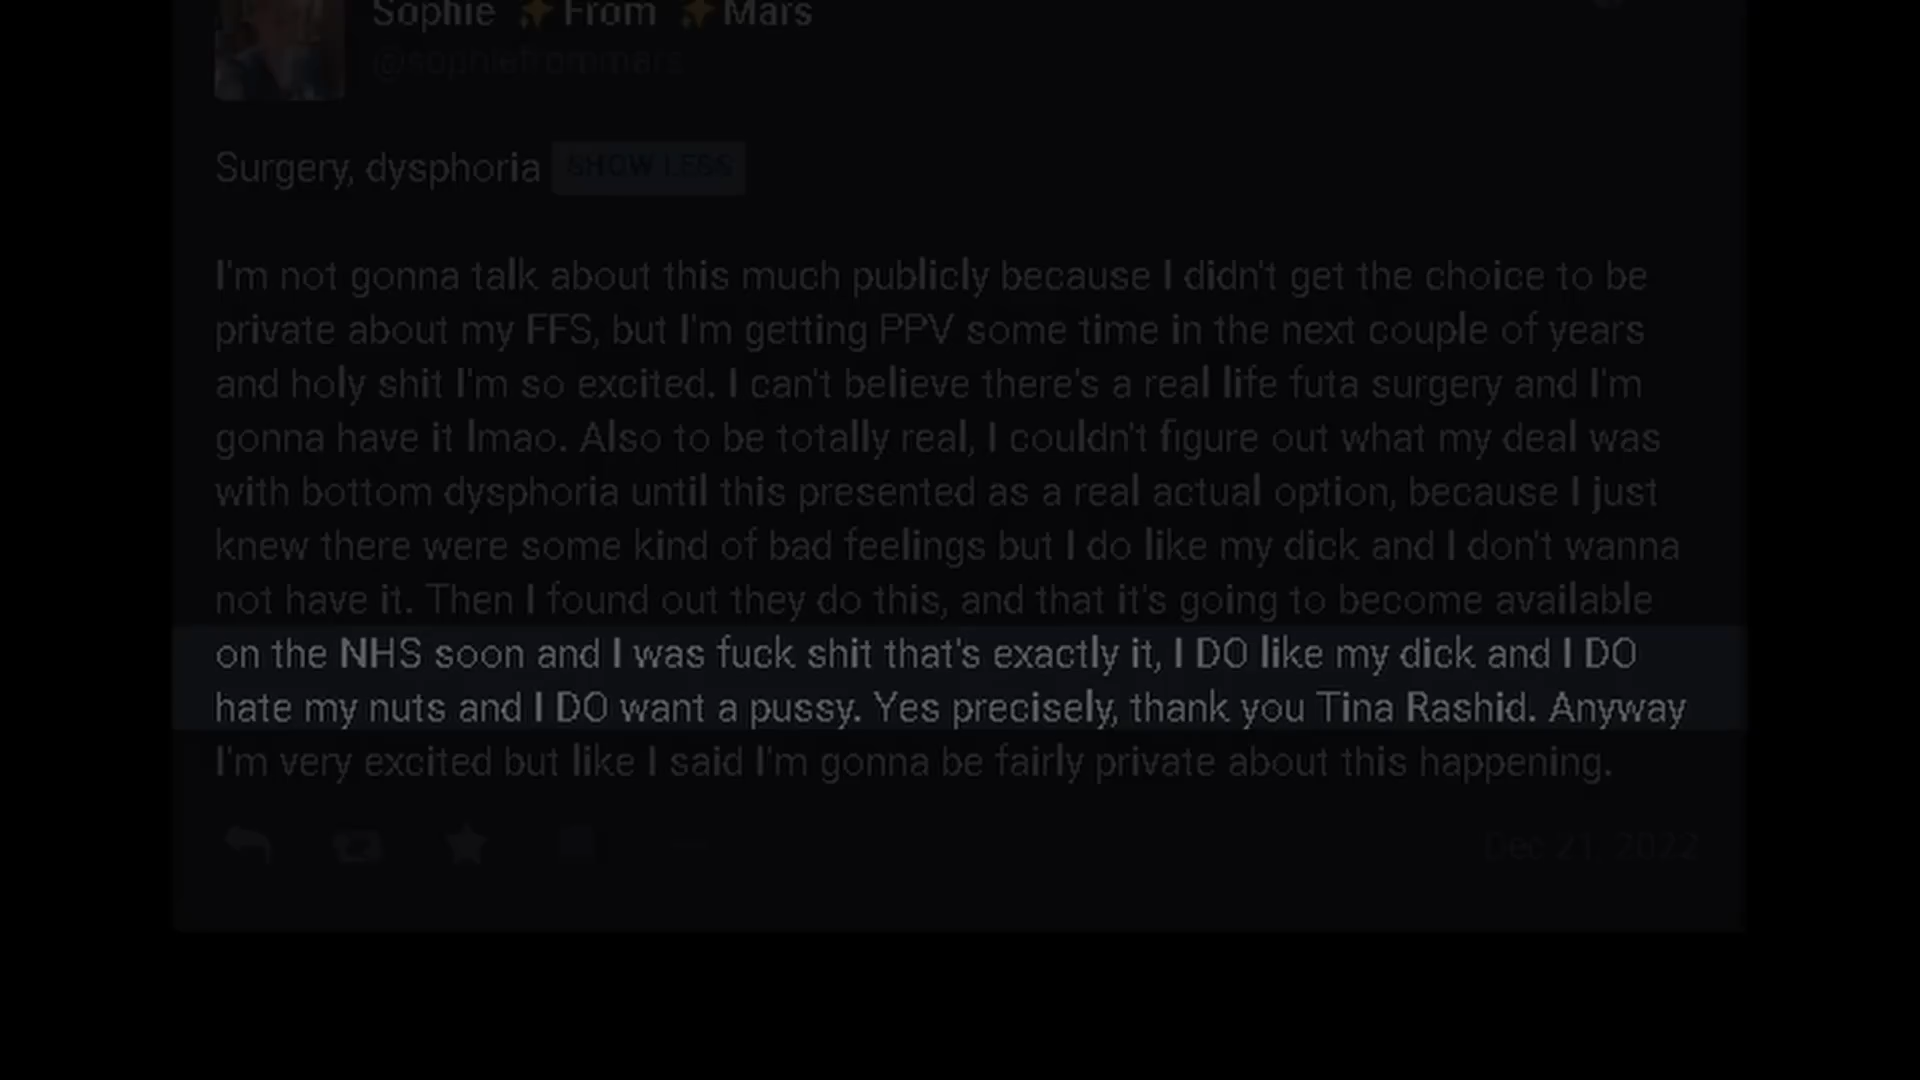 Sophie ✨From ✨Mars
@sophiefrommars
Surgery, dysphoria SHOW LESS
I'm not gonna talk about this much publicly because I didn't get the choice to be
private about my FFS, but I'm getting PPV some time in the next couple of years
and holy shit I'm so excited. I can't believe there's a real life futa surgery and I'm
gonna have it lmao. Also to be totally real, I couldn't figure out what my deal was
with bottom dysphoria until this presented as a real actual option, because I just
knew there were some kind of bad feelings but I do like my dick and I don't wanna
not have it. Then I found out they do this, and that it's going to become available
on the NHS soon and I was fuck shit that's exactly it, I DO like my dick and I DO
hate my nuts and I DO want a pussy. Yes precisely, thank you Tina Rashid. Anyway
I'm very excited but like I said I'm gonna be fairly private about this happening.
Dec 21, 2022